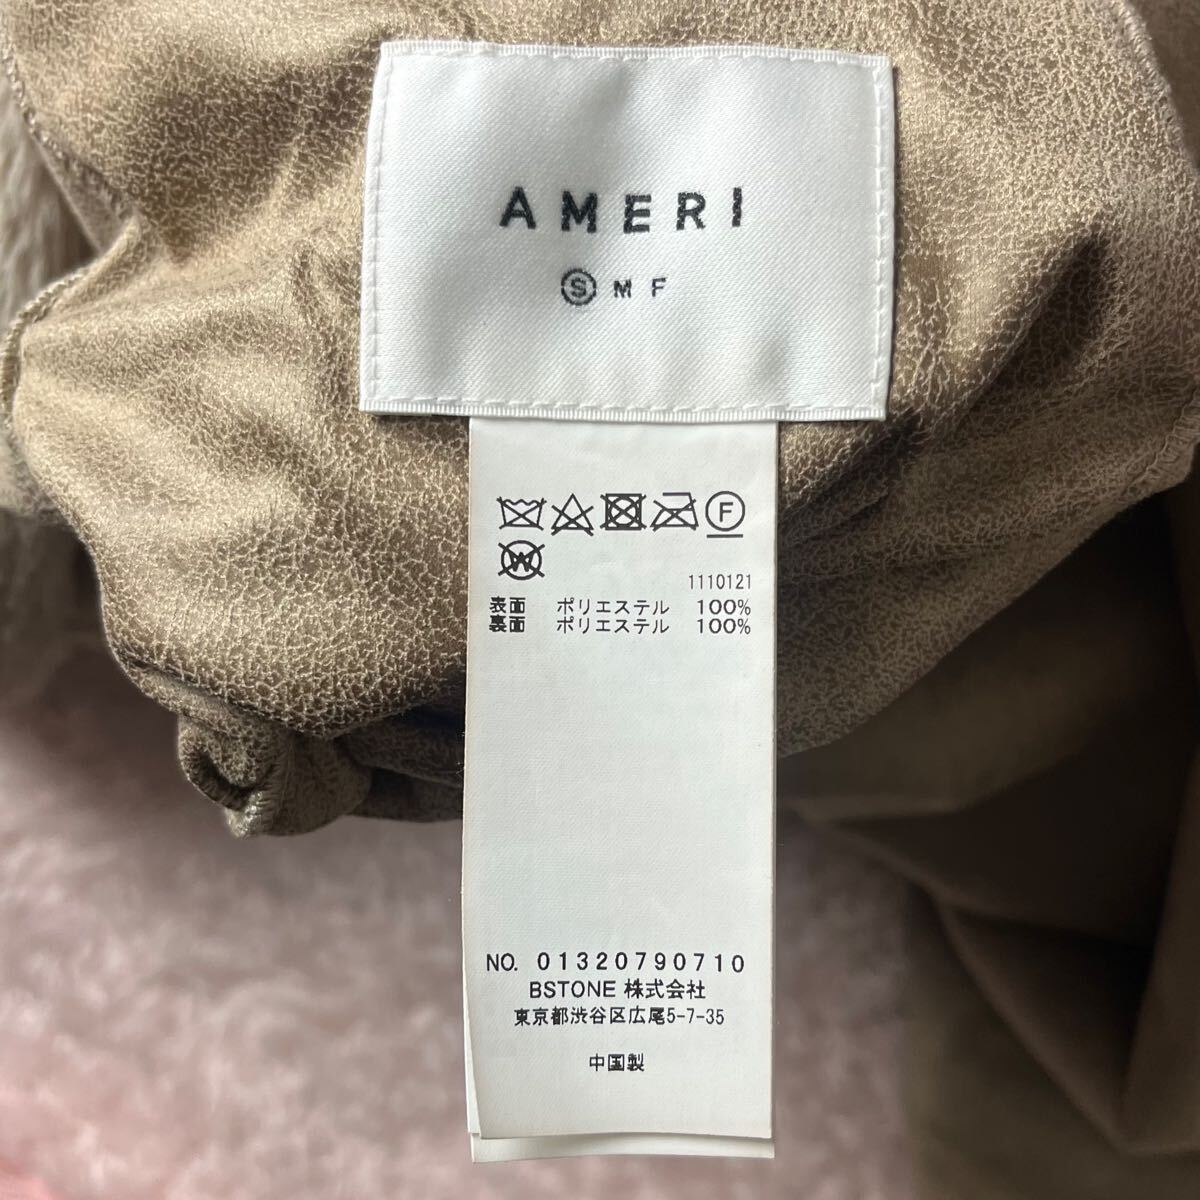 AMERI
S M F
F
W
1110121
表面 ポリエステル 100%
裏面 ポリエステル 100%
NO. 01320790710
BSTONE 株式会社
東京都渋谷区広尾5-7-35
中国製